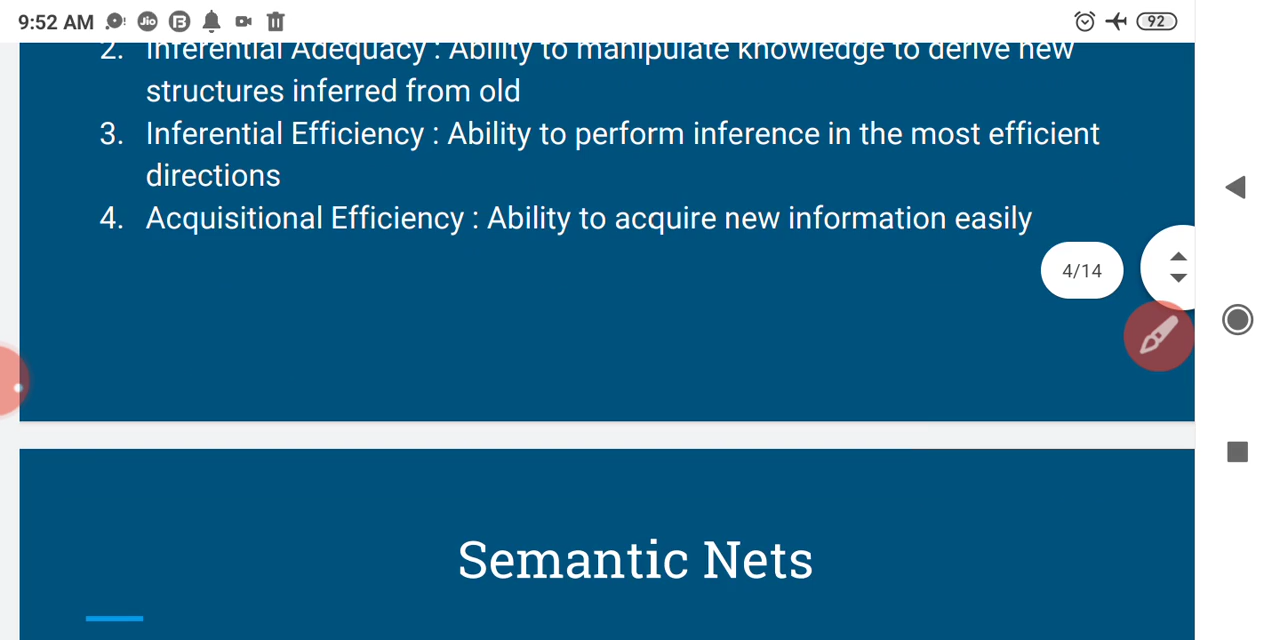 9:52 AM
Jio
92
2. Inferential Adequacy : Ability to manipulate knowledge to derive new
structures inferred from old
3. Inferential Efficiency : Ability to perform inference in the most efficient
directions
4. Acquisitional Efficiency : Ability to acquire new information easily
4/14
Semantic Nets